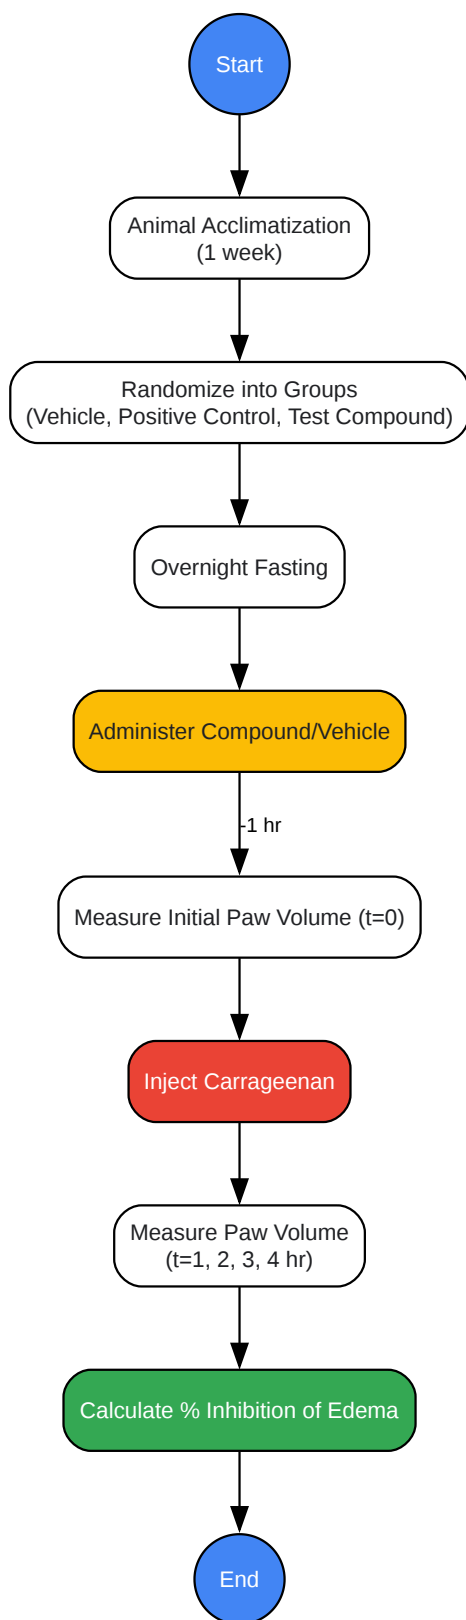 Start
Animal Acclimatization
(1 week)
Randomize into Groups
(Vehicle, Positive Control, Test Compound)
Overnight Fasting
Administer Compound/Vehicle
-1 hr
Measure Initial Paw Volume (t=0)
Inject Carrageenan
Measure Paw Volume
(t=1, 2, 3, 4 hr)
Calculate % Inhibition of Edema
End